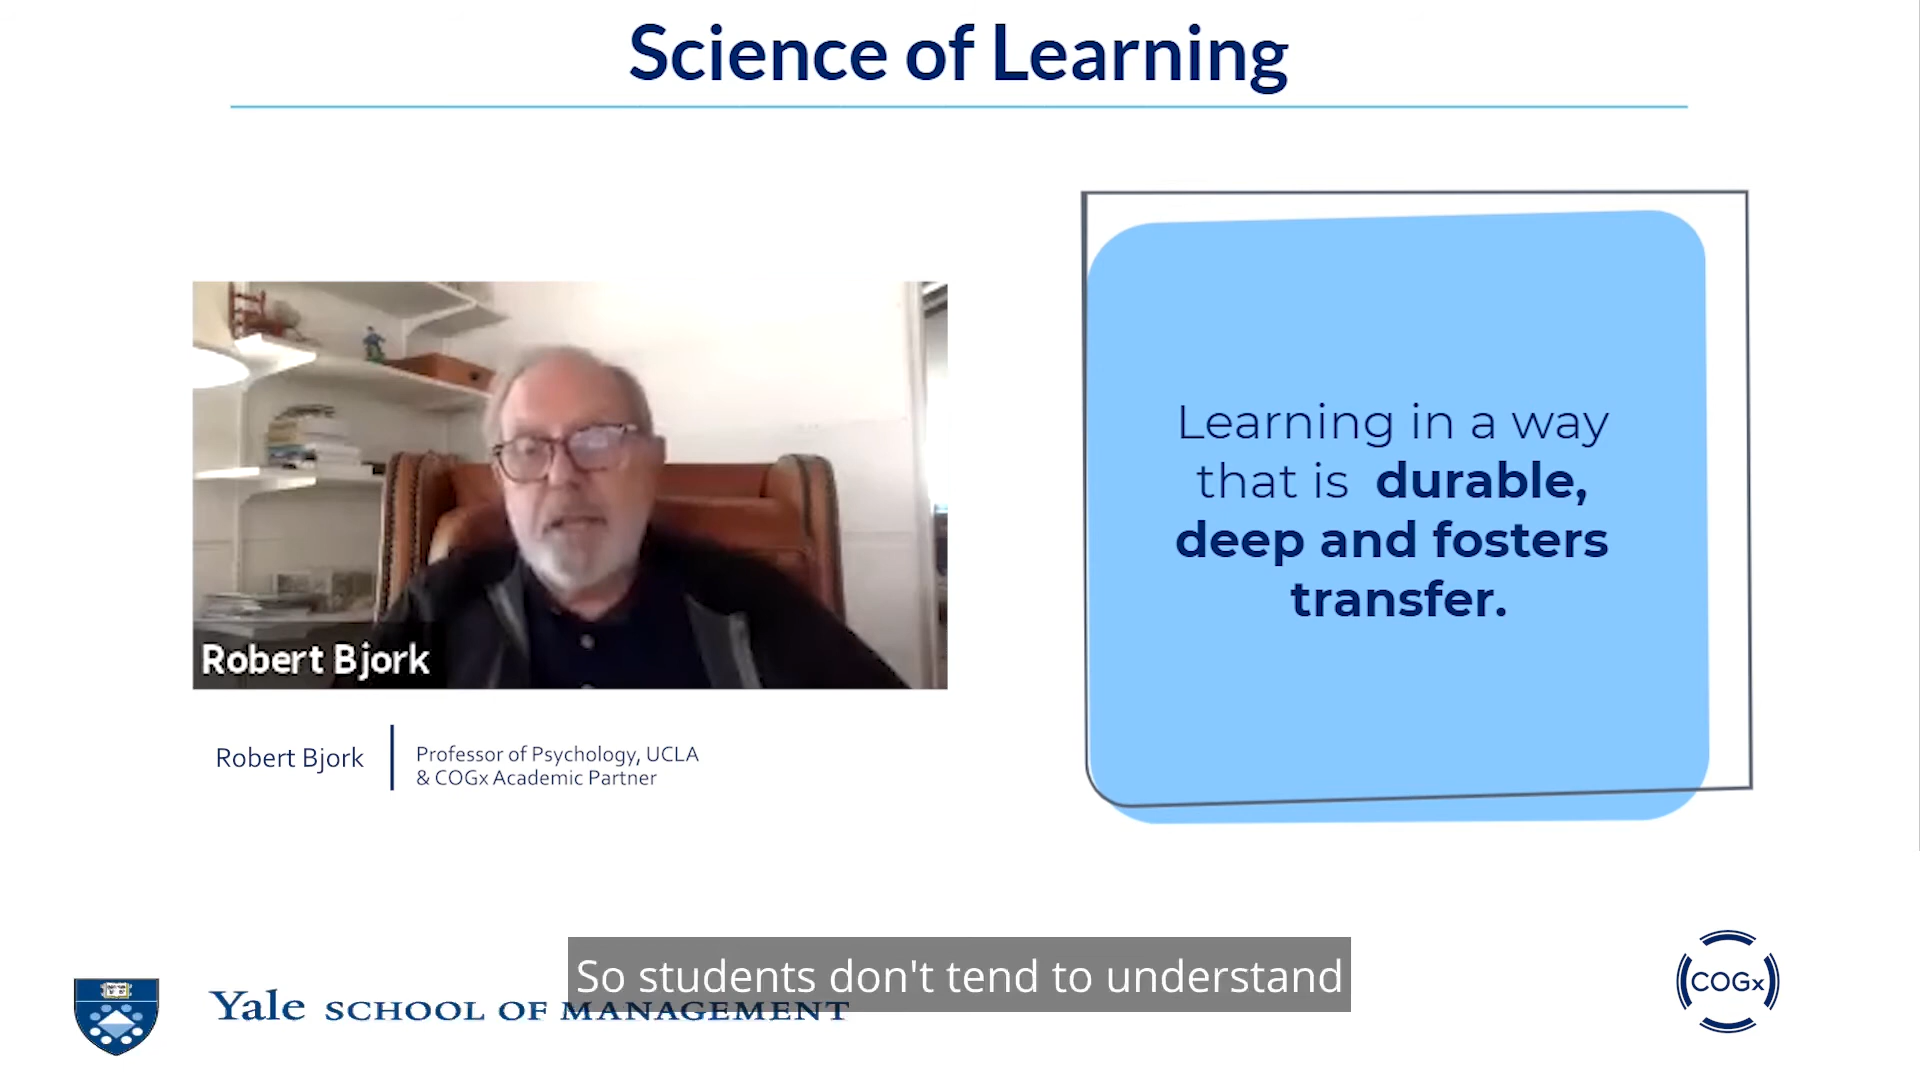 Science of Learning
Robert Bjork
Robert Bjork
Professor of Psychology, UCLA
& COGx Academic Partner
Learning in a way
that is durable,
deep and fosters
transfer.
So students don't tend to understand
Yale SCHOOL OF MANAGEMENT
COGx